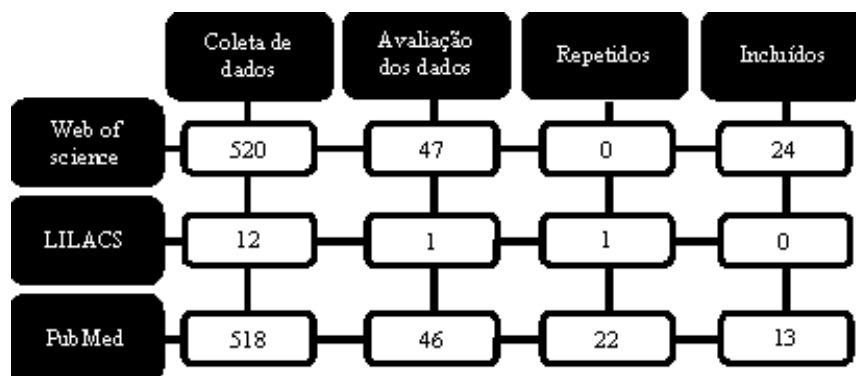 Coleta de
dados
Avaliação
dos dados
Repetidos
Incluídos
Web of
science
520
47
0
24
LILACS
12
1
1
0
PubMed
518
46
22
13